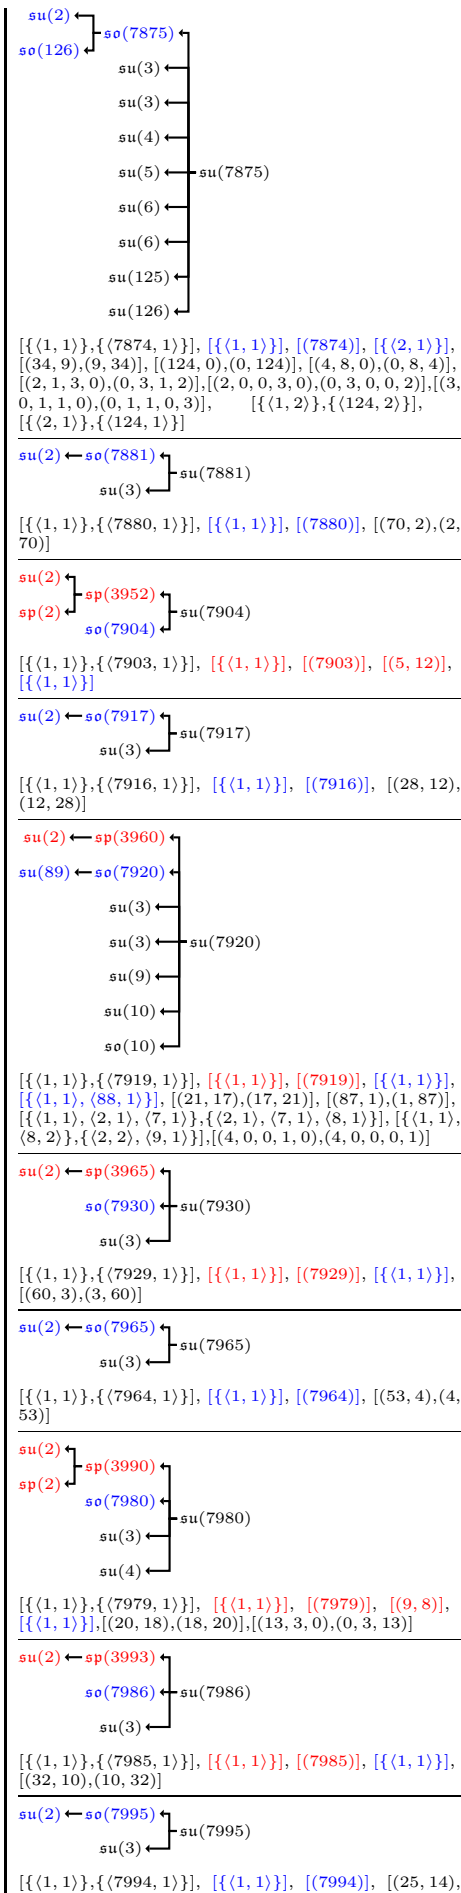 𝔰𝔲(2)
𝔰𝔬(7875)
𝔰𝔬(126)
𝔰𝔲(3)
𝔰𝔲(3)
𝔰𝔲(4)
𝔰𝔲(5)
𝔰𝔲(7875)
𝔰𝔲(6)
𝔰𝔲(6)
𝔰𝔲(125)
𝔰𝔲(126)
[{⟨1, 1⟩},{⟨7874, 1⟩}], [{⟨1, 1⟩}], [(7874)], [{⟨2, 1⟩}],
[(34, 9),(9, 34)], [(124, 0),(0, 124)], [(4, 8, 0),(0, 8, 4)],
[(2, 1, 3, 0),(0, 3, 1, 2)],[(2, 0, 0, 3, 0),(0, 3, 0, 0, 2)],[(3,
0, 1, 1, 0),(0, 1, 1, 0, 3)], [{⟨1, 2⟩},{⟨124, 2⟩}],
[{⟨2, 1⟩},{⟨124, 1⟩}]
𝔰𝔲(2) 𝔰𝔬(7881)
𝔰𝔲(7881)
𝔰𝔲(3)
[{⟨1, 1⟩},{⟨7880, 1⟩}], [{⟨1, 1⟩}], [(7880)], [(70, 2),(2,
70)]
𝔰𝔲(2)
𝔰𝔭(3952)
𝔰𝔭(2)
𝔰𝔲(7904)
𝔰𝔬(7904)
[{⟨1, 1⟩},{⟨7903, 1⟩}], [{⟨1, 1⟩}], [(7903)], [(5, 12)],
[{⟨1, 1⟩}]
𝔰𝔲(2) 𝔰𝔬(7917)
𝔰𝔲(7917)
𝔰𝔲(3)
[{⟨1, 1⟩},{⟨7916, 1⟩}], [{⟨1, 1⟩}], [(7916)], [(28, 12),
(12, 28)]
𝔰𝔲(2) 𝔰𝔭(3960)
𝔰𝔲(89) 𝔰𝔬(7920)
𝔰𝔲(3)
𝔰𝔲(3) 𝔰𝔲(7920)
𝔰𝔲(9)
𝔰𝔲(10)
𝔰𝔬(10)
[{⟨1, 1⟩},{⟨7919, 1⟩}], [{⟨1, 1⟩}], [(7919)], [{⟨1, 1⟩}],
[{⟨1, 1⟩, ⟨88, 1⟩}], [(21, 17),(17, 21)], [(87, 1),(1, 87)],
[{⟨1, 1⟩, ⟨2, 1⟩, ⟨7, 1⟩},{⟨2, 1⟩, ⟨7, 1⟩, ⟨8, 1⟩}], [{⟨1, 1⟩,
⟨8, 2⟩},{⟨2, 2⟩, ⟨9, 1⟩}],[(4, 0, 0, 1, 0),(4, 0, 0, 0, 1)]
𝔰𝔲(2) 𝔰𝔭(3965)
𝔰𝔬(7930) 𝔰𝔲(7930)
𝔰𝔲(3)
[{⟨1, 1⟩},{⟨7929, 1⟩}], [{⟨1, 1⟩}], [(7929)], [{⟨1, 1⟩}],
[(60, 3),(3, 60)]
𝔰𝔲(2) 𝔰𝔬(7965)
𝔰𝔲(7965)
𝔰𝔲(3)
[{⟨1, 1⟩},{⟨7964, 1⟩}], [{⟨1, 1⟩}], [(7964)], [(53, 4),(4,
53)]
𝔰𝔲(2)
𝔰𝔭(3990)
𝔰𝔭(2)
𝔰𝔬(7980)
𝔰𝔲(7980)
𝔰𝔲(3)
𝔰𝔲(4)
[{⟨1, 1⟩},{⟨7979, 1⟩}], [{⟨1, 1⟩}], [(7979)], [(9, 8)],
[{⟨1, 1⟩}],[(20, 18),(18, 20)],[(13, 3, 0),(0, 3, 13)]
𝔰𝔲(2) 𝔰𝔭(3993)
𝔰𝔬(7986) 𝔰𝔲(7986)
𝔰𝔲(3)
[{⟨1, 1⟩},{⟨7985, 1⟩}], [{⟨1, 1⟩}], [(7985)], [{⟨1, 1⟩}],
[(32, 10),(10, 32)]
𝔰𝔲(2) 𝔰𝔬(7995)
𝔰𝔲(7995)
𝔰𝔲(3)
[{⟨1, 1⟩},{⟨7994, 1⟩}], [{⟨1, 1⟩}], [(7994)], [(25, 14),